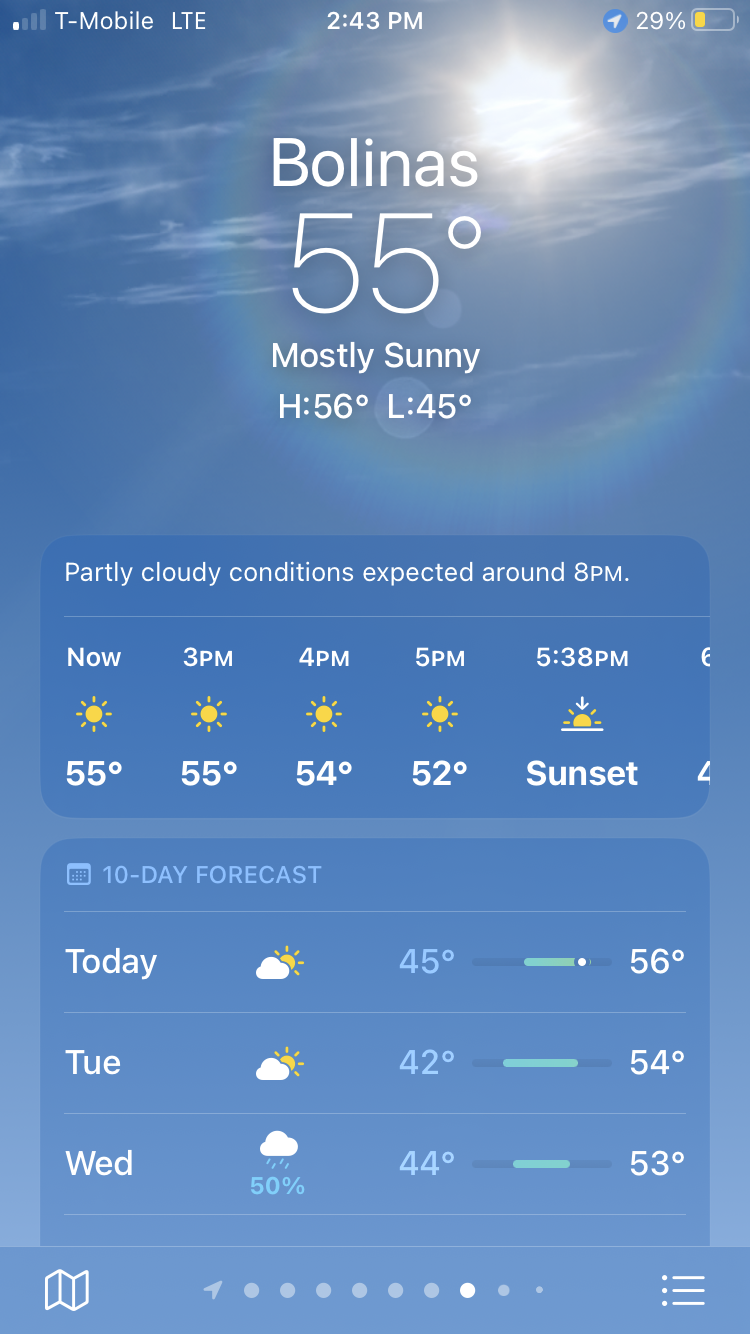 T-Mobile LTE 2:43 PM 29%
Bolinas
55°
Mostly Sunny
H:56° L:45°
Partly cloudy conditions expected around 8PM.
Now 3PM 4PM 5PM 5:38PM
55° 55° 54° 52° Sunset
10-DAY FORECAST
Today 45° 56°
Tue 42° 54°
Wed 44° 53°
50%